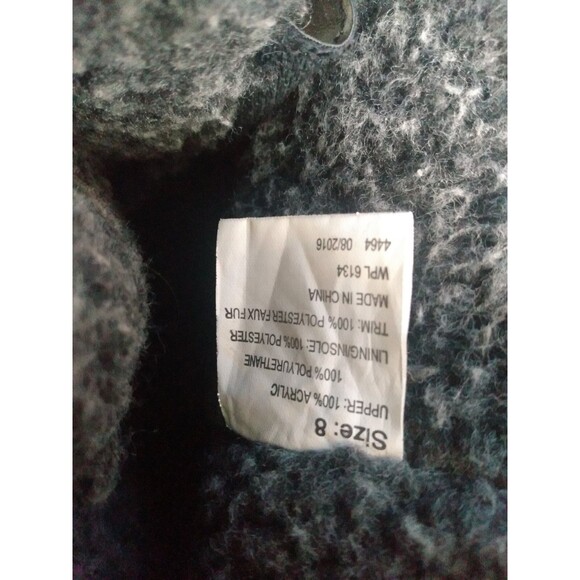 Size: 8
UPPER: 100% ACRYLIC
100% POLYURETHANE
LINING/INSOLE: 100% POLYESTER
TRIM: 100% POLYESTER FAUX FUR
MADE IN CHINA
WPL 6134
4464 08/2016